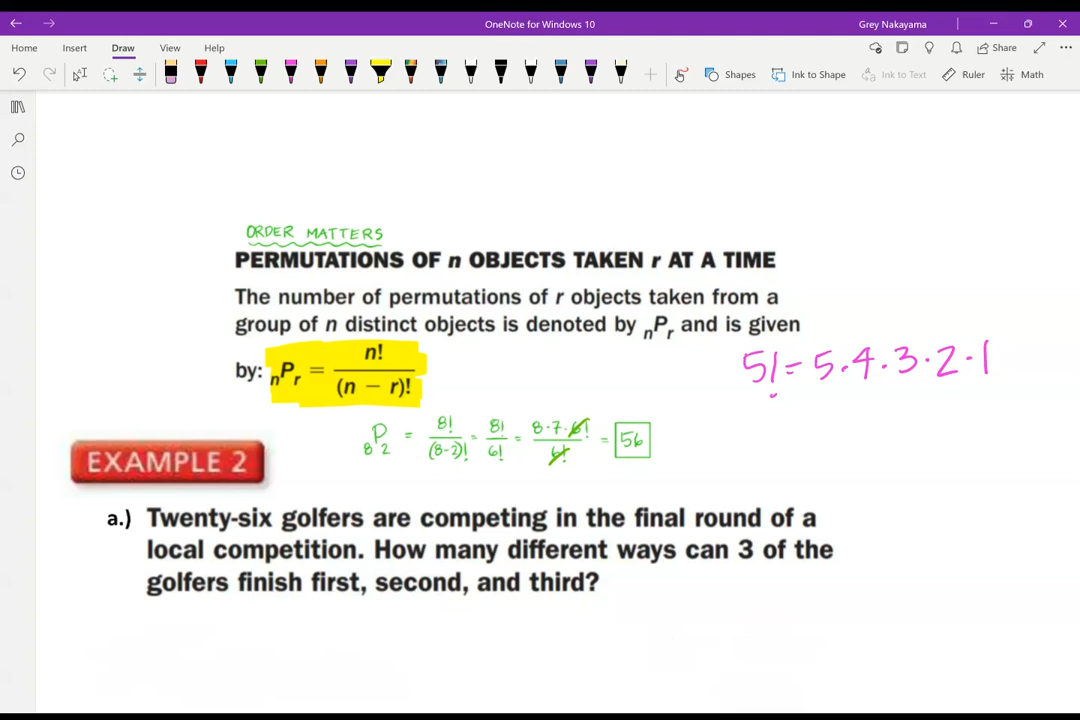 OneNote for Windows 10
Grey Nakayama
Home Insert Draw View Help
Share
Shapes Ink to Shape Ink to Text Ruler Math
ORDER MATTERS
PERMUTATIONS OF n OBJECTS TAKEN r AT A TIME
The number of permutations of r objects taken from a
group of n distinct objects is denoted by nPr and is given
by: nPr = n! / (n − r)!
5! = 5·4·3·2·1
8P2 = 8! / (8-2)! = 8! / 6! = 8·7·6! / 6! = 56
EXAMPLE 2
a.) Twenty-six golfers are competing in the final round of a
local competition. How many different ways can 3 of the
golfers finish first, second, and third?